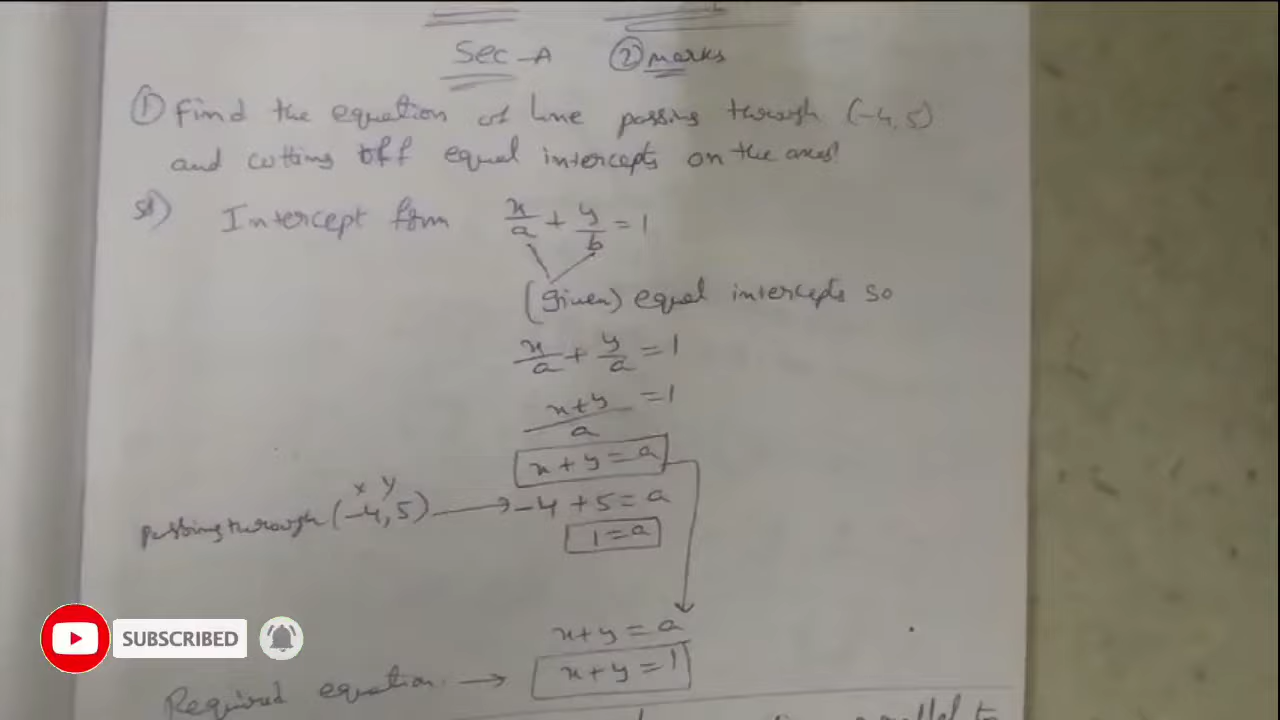 Sec-A ② marks
① Find the equation of line passing through (-4,5)
and cutting off equal intercepts on the axes!
Sol) Intercept form x/a + y/b = 1
(given) equal intercepts so
x/a + y/a = 1
x+y/a = 1
x+y = a
x y
passing through (-4,5) → -4+5 = a
1 = a
x+y = a
Required equation → x+y = 1
SUBSCRIBED